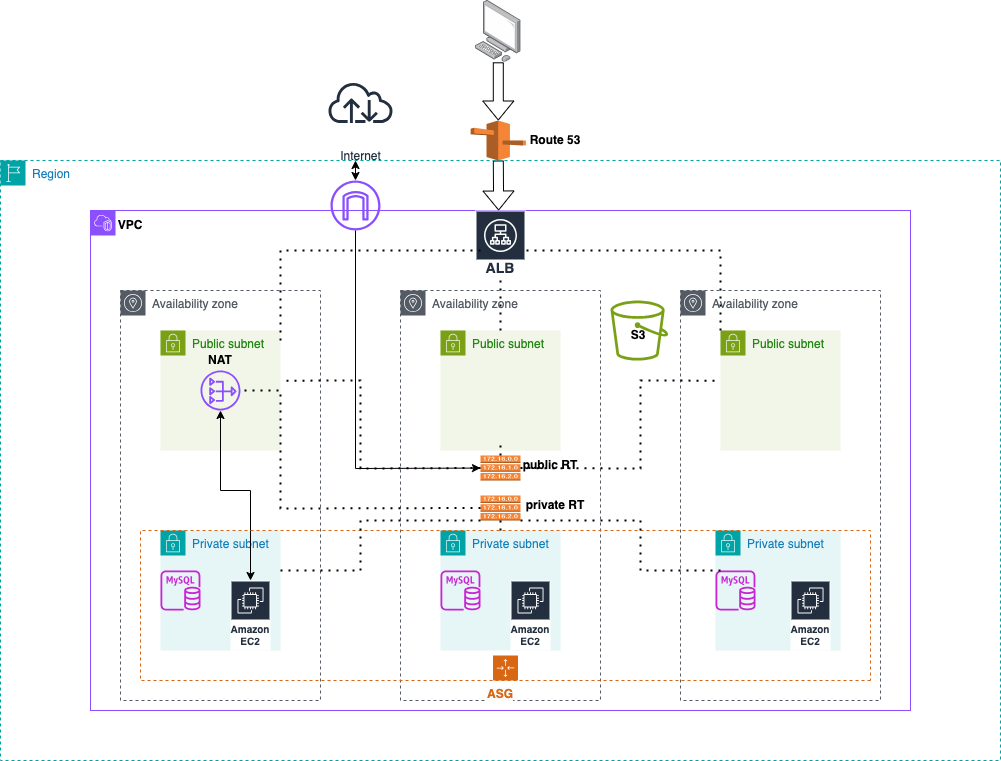 Route 53
Internet
Region
VPC
ALB
Availability zone
Availability zone
Availability zone
S3
Public subnet
Public subnet
Public subnet
NAT
172.16.0.0
172.16.1.0
172.16.2.0
public RT
172.16.0.0
172.16.1.0
172.16.2.0
private RT
Private subnet
Private subnet
Private subnet
MySQL
MySQL
MySQL
Amazon
EC2
Amazon
EC2
Amazon
EC2
ASG